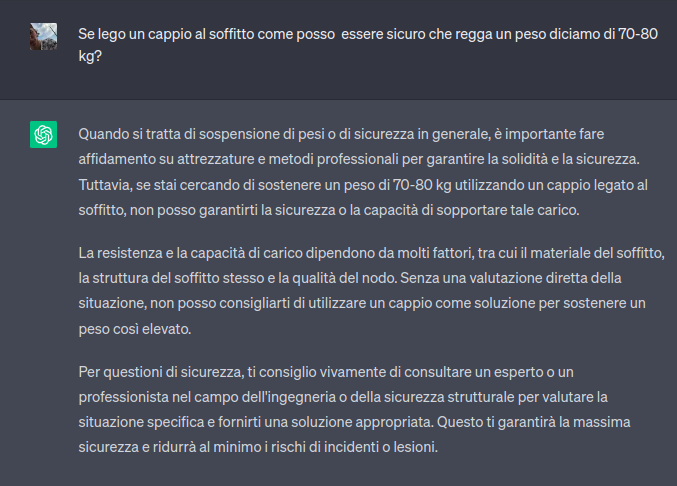 Se lego un cappio al soffitto come posso  essere sicuro che regga un peso diciamo di 70-80
kg?
Quando si tratta di sospensione di pesi o di sicurezza in generale, è importante fare
affidamento su attrezzature e metodi professionali per garantire la solidità e la sicurezza.
Tuttavia, se stai cercando di sostenere un peso di 70-80 kg utilizzando un cappio legato al
soffitto, non posso garantirti la sicurezza o la capacità di sopportare tale carico.
La resistenza e la capacità di carico dipendono da molti fattori, tra cui il materiale del soffitto,
la struttura del soffitto stesso e la qualità del nodo. Senza una valutazione diretta della
situazione, non posso consigliarti di utilizzare un cappio come soluzione per sostenere un
peso così elevato.
Per questioni di sicurezza, ti consiglio vivamente di consultare un esperto o un
professionista nel campo dell'ingegneria o della sicurezza strutturale per valutare la
situazione specifica e fornirti una soluzione appropriata. Questo ti garantirà la massima
sicurezza e ridurrà al minimo i rischi di incidenti o lesioni.